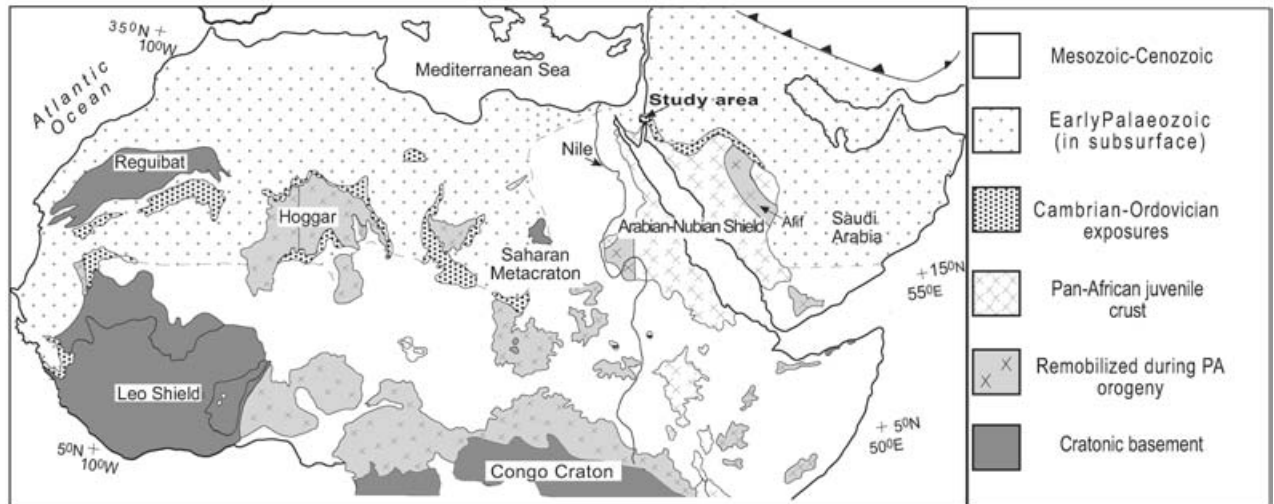 35⁰N +
10⁰W
Atlantic
Ocean
Mediterranean Sea
Study area
Nile
Reguibat
Hoggar
Arabian-Nubian Shield
Afif
Saudi
Arabia
Saharan
Metacraton
+ 15⁰N
55⁰E
Leo Shield
5⁰N +
10⁰W
Congo Craton
+ 5⁰N
50⁰E
Mesozoic-Cenozoic
EarlyPalaeozoic
(in subsurface)
Cambrian-Ordovician
exposures
Pan-African juvenile
crust
Remobilized during PA
orogeny
Cratonic basement